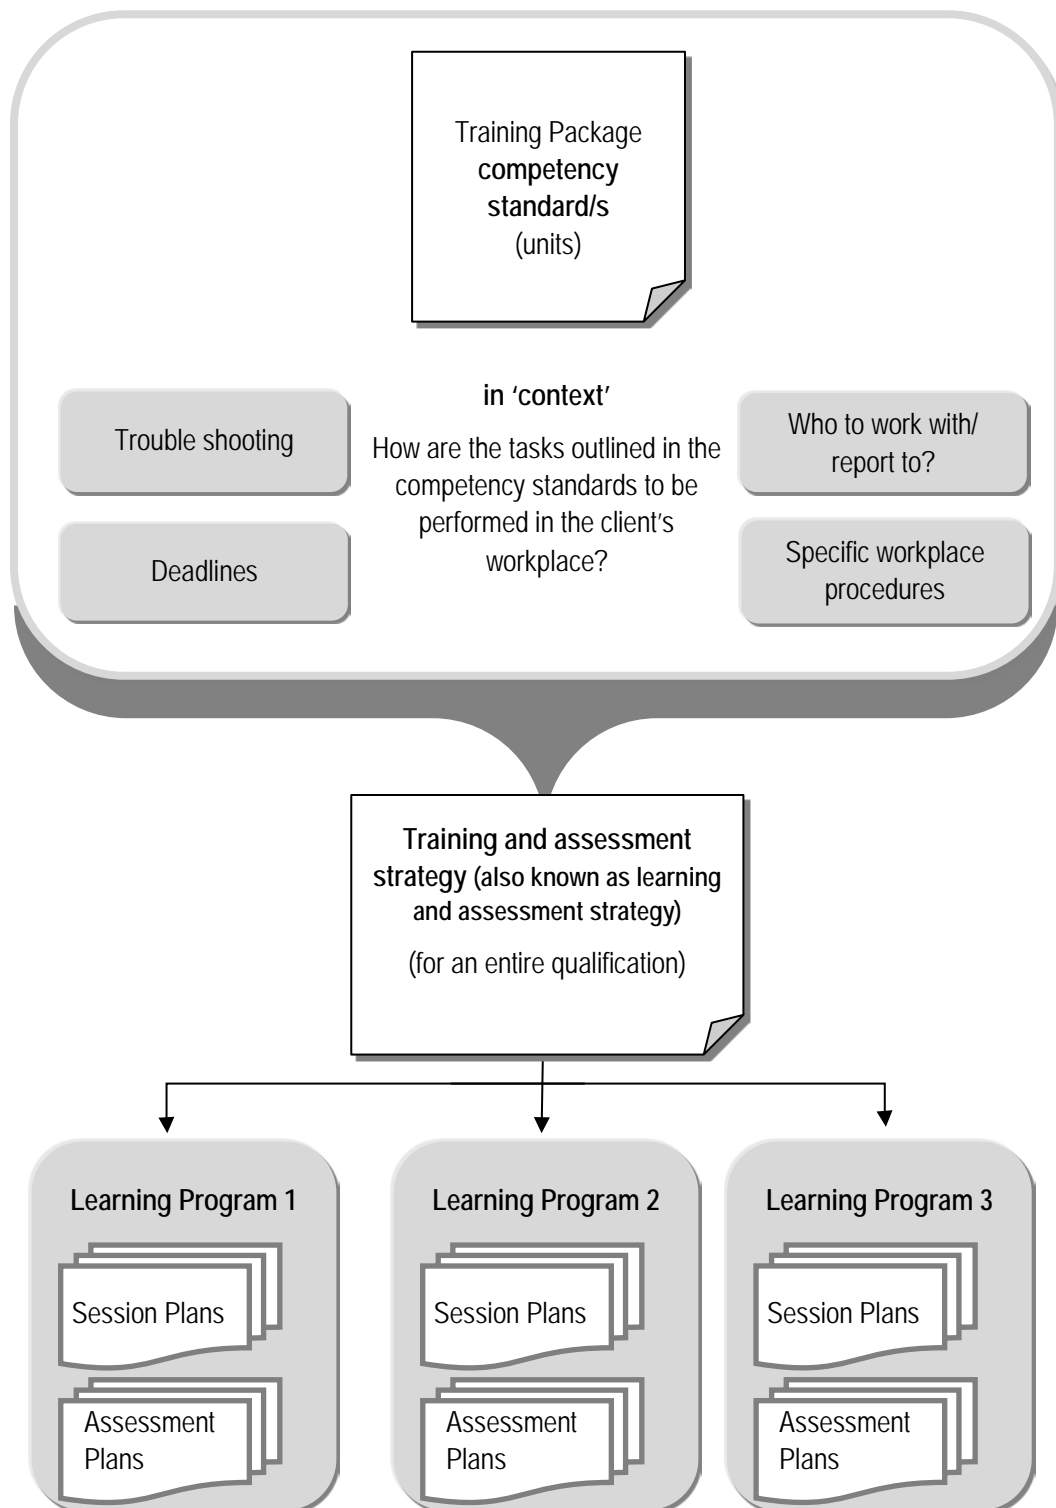 Training Package
competency
standard/s
(units)
in ‘context’
How are the tasks outlined in the
competency standards to be
performed in the client’s
workplace?
Trouble shooting
Deadlines
Who to work with/
report to?
Specific workplace
procedures
Training and assessment
strategy (also known as learning
and assessment strategy)
(for an entire qualification)
Learning Program 1
Session Plans
Assessment
Plans
Learning Program 2
Session Plans
Assessment
Plans
Learning Program 3
Session Plans
Assessment
Plans